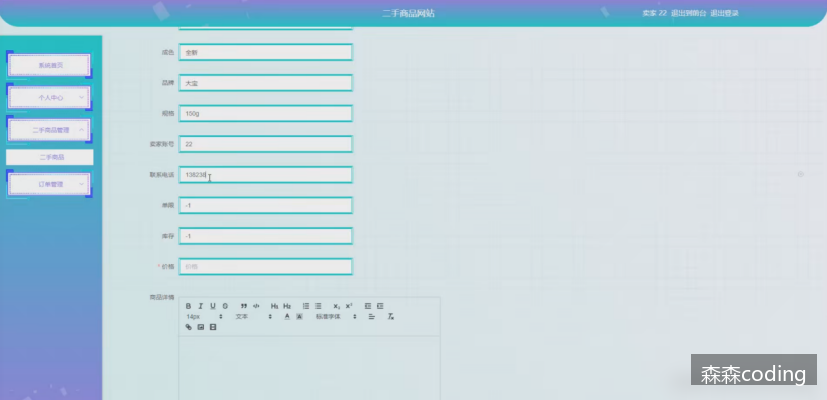 二手商品网站
卖家 22 退出到前台 退出登录
系统首页
个人中心
二手商品管理
二手商品
订单管理
成色 全新
品牌 大宝
规格 150g
卖家账号 22
联系电话 138238
单限 -1
库存 -1
* 价格 价格
商品详情
B I U S " </> H₁ H₂ X₂ X²
14px 文本 A 标准字体
森森coding